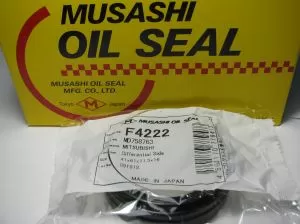 MUSASHI
OIL SEAL
MUSASHI OIL SEAL
MFG. CO., LTD.
Tokyo M Japan
MUSASHI OIL SEAL
F4222
MD758763
MITSUBISHI
Differential Side
MADE IN JAPAN